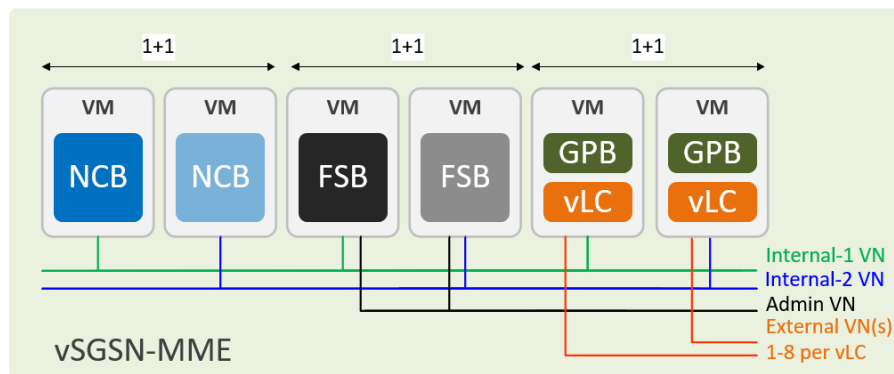 1+1
1+1
1+1
VM
VM
VM
VM
VM
VM
NCB
NCB
FSB
FSB
GPB
vLC
GPB
vLC
Internal-1 VN
Internal-2 VN
Admin VN
External VN(s)
1-8 per vLC
vSGSN-MME